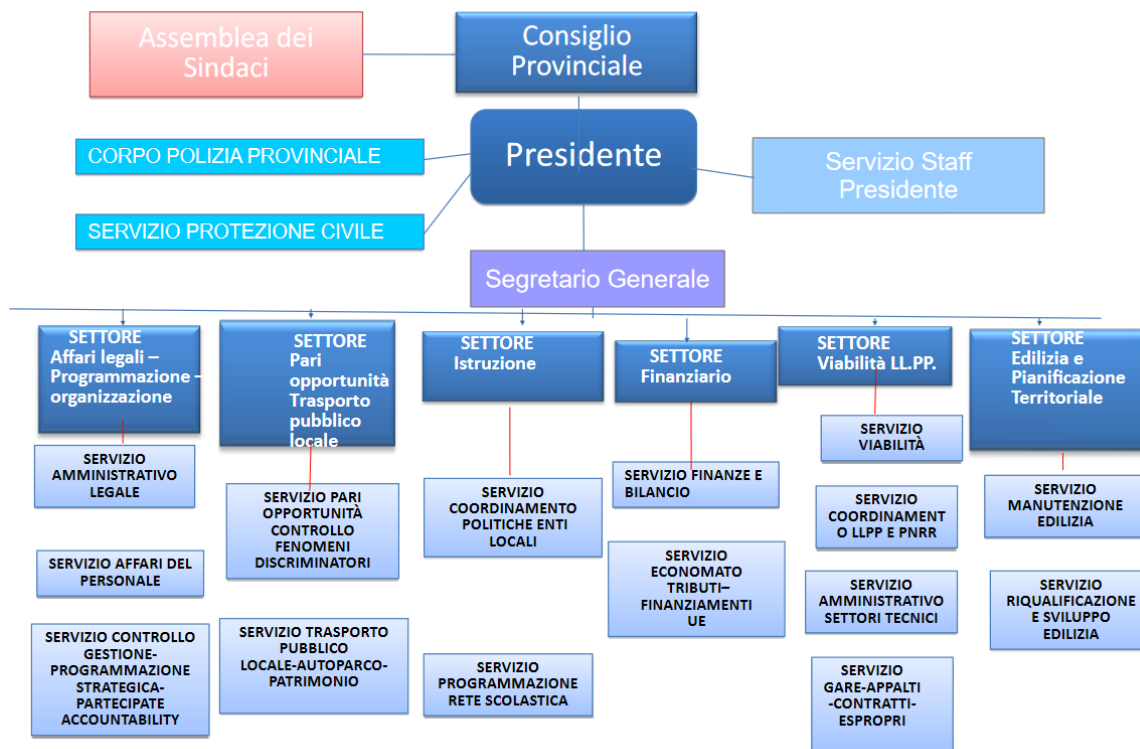 Assemblea dei
Sindaci
Consiglio
Provinciale
CORPO POLIZIA PROVINCIALE
Presidente
Servizio Staff
Presidente
SERVIZIO PROTEZIONE CIVILE
Segretario Generale
SETTORE
Affari legali –
Programmazione –
organizzazione
SERVIZIO
AMMINISTRATIVO
LEGALE
SERVIZIO AFFARI DEL
PERSONALE
SERVIZIO CONTROLLO
GESTIONE-
PROGRAMMAZIONE
STRATEGICA-
PARTECIPATE
ACCOUNTABILITY
SETTORE
Pari
opportunità
Trasporto
pubblico
locale
SERVIZIO PARI
OPPORTUNITÀ
CONTROLLO
FENOMENI
DISCRIMINATORI
SERVIZIO TRASPORTO
PUBBLICO
LOCALE-AUTOPARCO-
PATRIMONIO
SETTORE
Istruzione
SERVIZIO
COORDINAMENTO
POLITICHE ENTI
LOCALI
SERVIZIO
PROGRAMMAZIONE
RETE SCOLASTICA
SETTORE
Finanziario
SERVIZIO FINANZE E
BILANCIO
SERVIZIO
ECONOMATO
TRIBUTI–
FINANZIAMENTI
UE
SETTORE
Viabilità LL.PP.
SERVIZIO
VIABILITÀ
SERVIZIO
COORDINAMENT
O LLPP E PNRR
SERVIZIO
AMMINISTRATIVO
SETTORI TECNICI
SERVIZIO
GARE-APPALTI
-CONTRATTI-
ESPROPRI
SETTORE
Edilizia e
Pianificazione
Territoriale
SERVIZIO
MANUTENZIONE
EDILIZIA
SERVIZIO
RIQUALIFICAZIONE
E SVILUPPO
EDILIZIA